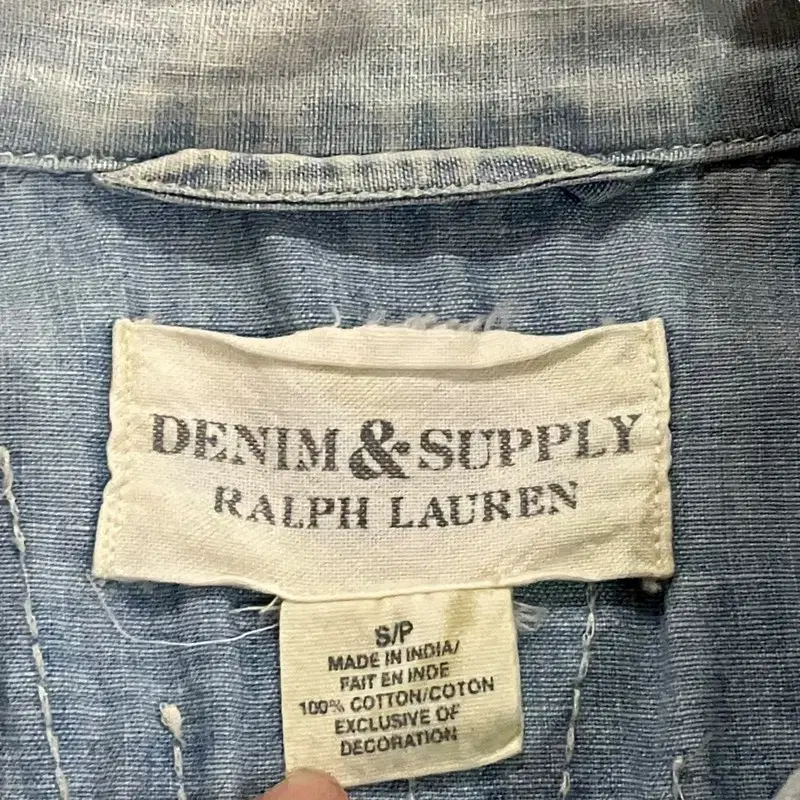 DENIM & SUPPLY
RALPH LAUREN
S/P
MADE IN INDIA/
FAIT EN INDE
100% COTTON/COTON
EXCLUSIVE OF
DECORATION